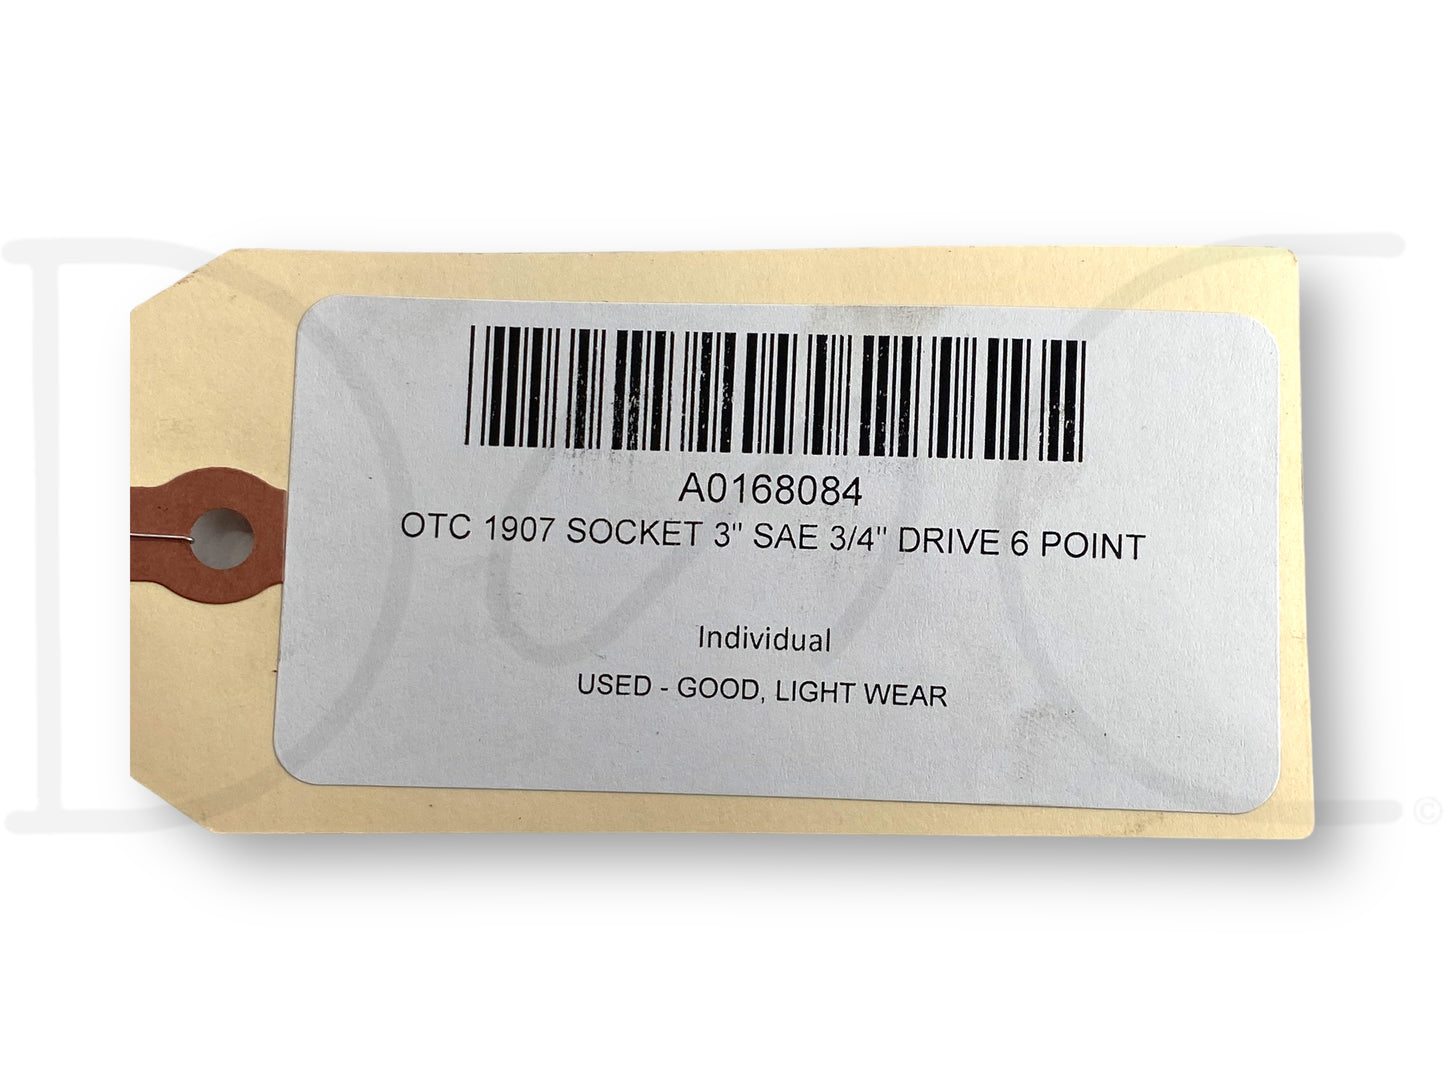 A0168084
OTC 1907 SOCKET 3" SAE 3/4" DRIVE 6 POINT
Individual
USED - GOOD, LIGHT WEAR
©